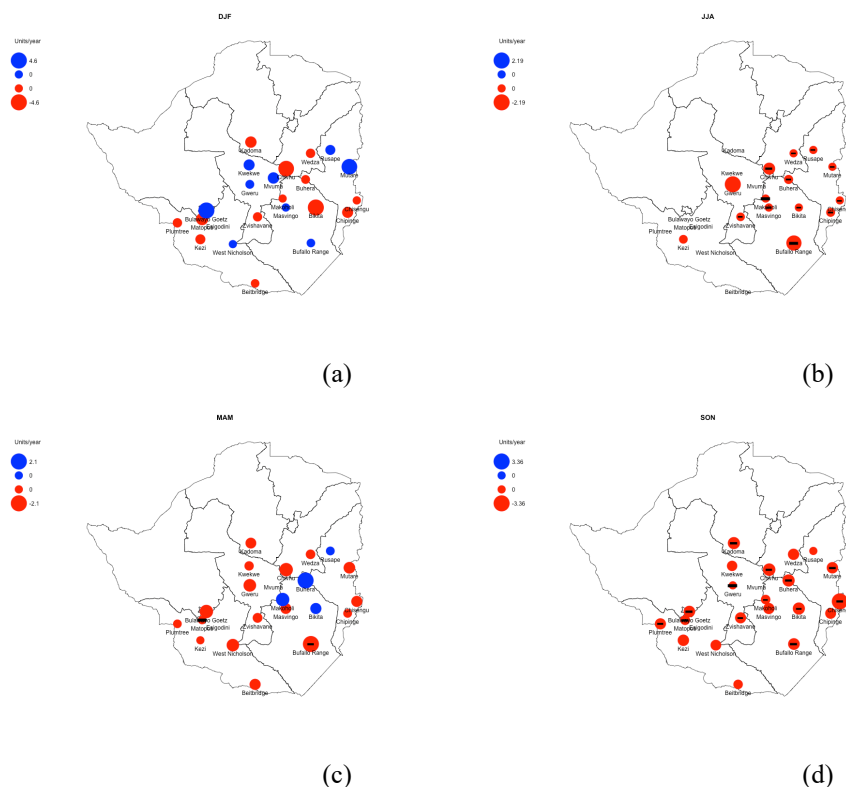 DJF
Units/year
4.6
0
0
-4.6
Kadoma
Wedza
Rusape
Kwekwe
Mutare
Mvuma
Buhera
Gweru
Makoholi
Masvingo
Bikita
Chipinge
Zvishavane
Bulawayo Goetz
Matopos
Esigodini
Plumtree
Kezi
West Nicholson
Buffalo Range
Beitbridge
(a)
JJA
Units/year
2.19
0
0
-2.19
Kadoma
Wedza
Rusape
Kwekwe
Mutare
Mvuma
Buhera
Gweru
Masvingo
Bikita
Chipinge
Zvishavane
Bulawayo Goetz
Matopos
Esigodini
Plumtree
Kezi
West Nicholson
Buffalo Range
Beitbridge
(b)
MAM
Units/year
2.1
0
0
-2.1
Kadoma
Wedza
Rusape
Kwekwe
Mutare
Mvuma
Buhera
Gweru
Makoholi
Masvingo
Bikita
Chipinge
Zvishavane
Bulawayo Goetz
Matopos
Esigodini
Plumtree
Kezi
West Nicholson
Buffalo Range
Beitbridge
(c)
SON
Units/year
3.36
0
0
-3.36
Kadoma
Wedza
Rusape
Kwekwe
Mutare
Mvuma
Buhera
Gweru
Masvingo
Bikita
Chipinge
Zvishavane
Bulawayo Goetz
Matopos
Esigodini
Plumtree
Kezi
West Nicholson
Buffalo Range
Beitbridge
(d)